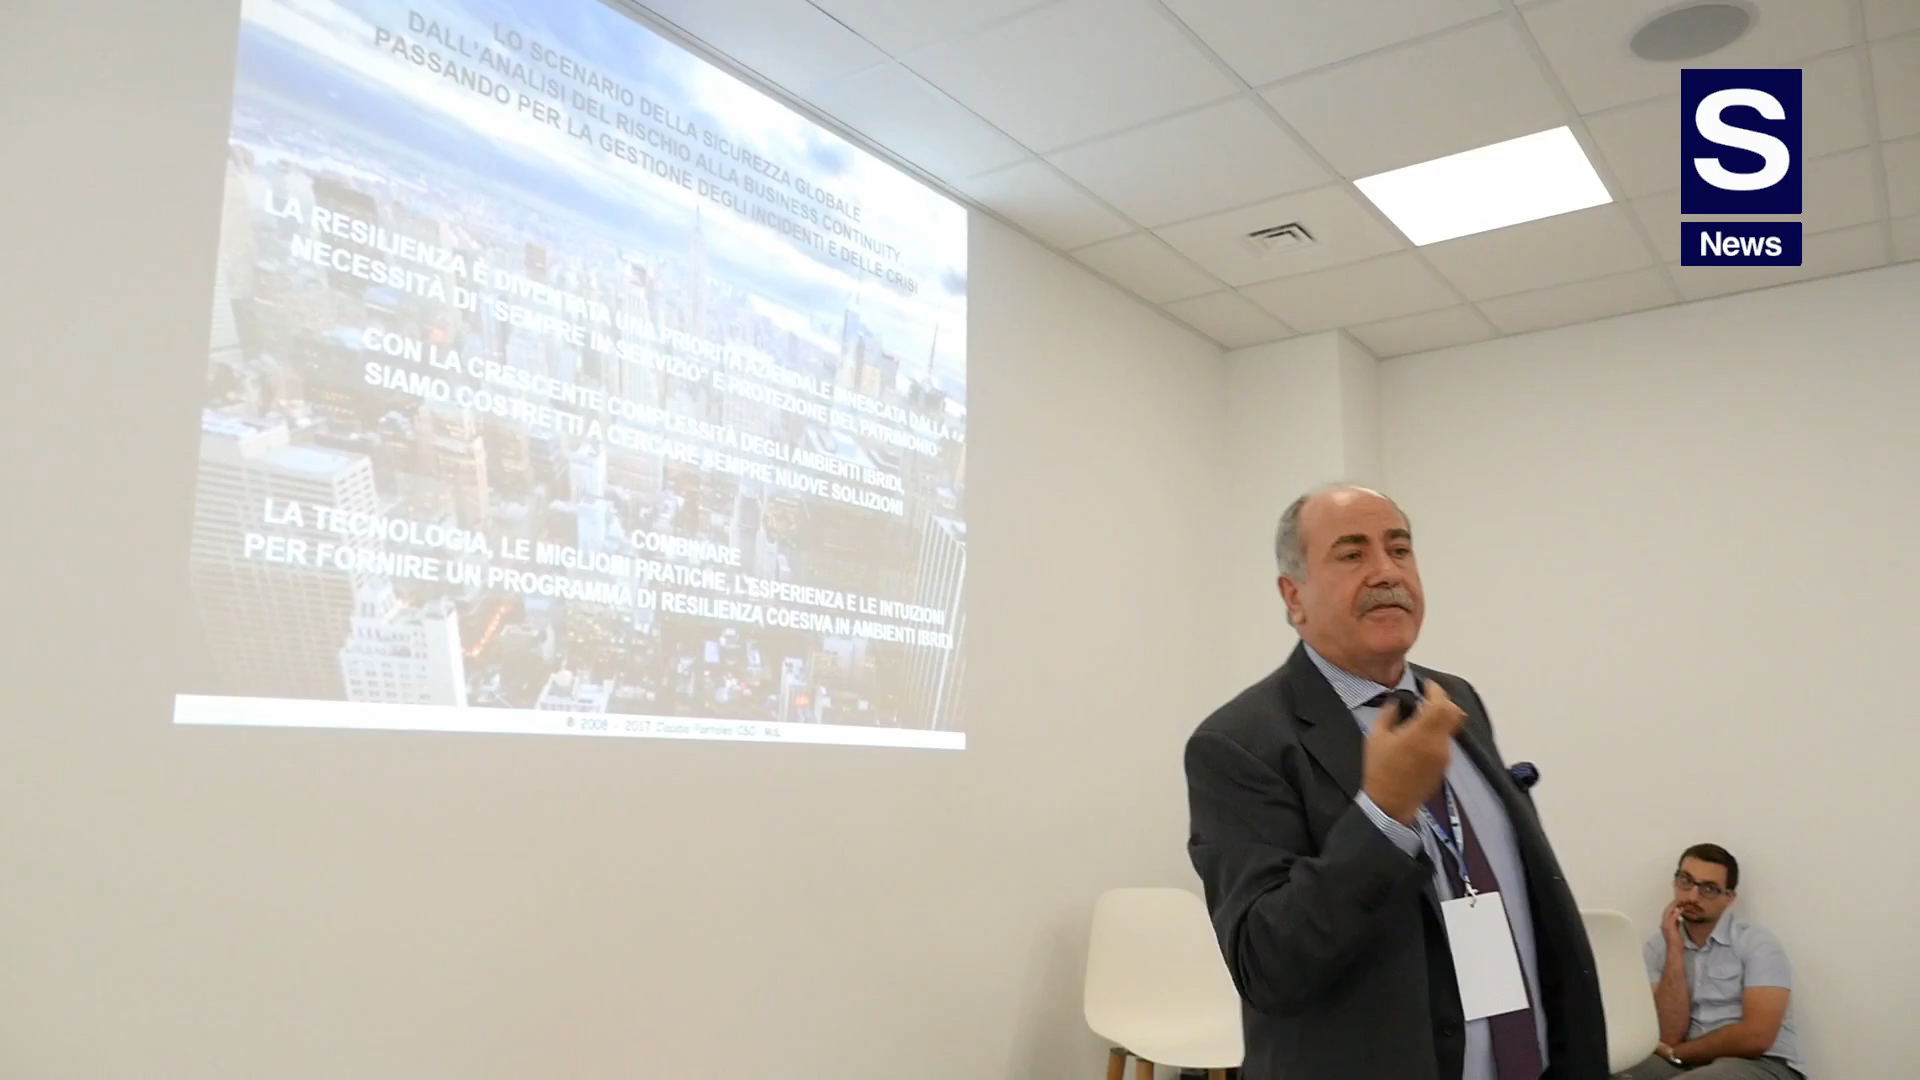 LO SCENARIO DELLA SICUREZZA GLOBALE
DALL'ANALISI DEL RISCHIO ALLA BUSINESS CONTINUITY,
PASSANDO PER LA GESTIONE DEGLI INCIDENTI E DELLE CRISI
LA RESILIENZA È DIVENTATA UNA PRIORITÀ AZIENDALE INNESCATA DALLA
NECESSITÀ DI "SEMPRE IN SERVIZIO" E PROTEZIONE DEL PATRIMONIO"
CON LA CRESCENTE COMPLESSITÀ DEGLI AMBIENTI IBRIDI,
SIAMO COSTRETTI A CERCARE SEMPRE NUOVE SOLUZIONI
COMBINARE
LA TECNOLOGIA, LE MIGLIORI PRATICHE, L'ESPERIENZA E LE INTUIZIONI
PER FORNIRE UN PROGRAMMA DI RESILIENZA COESIVA IN AMBIENTI IBRIDI
© 2008 - 2017 Claudio
S
News